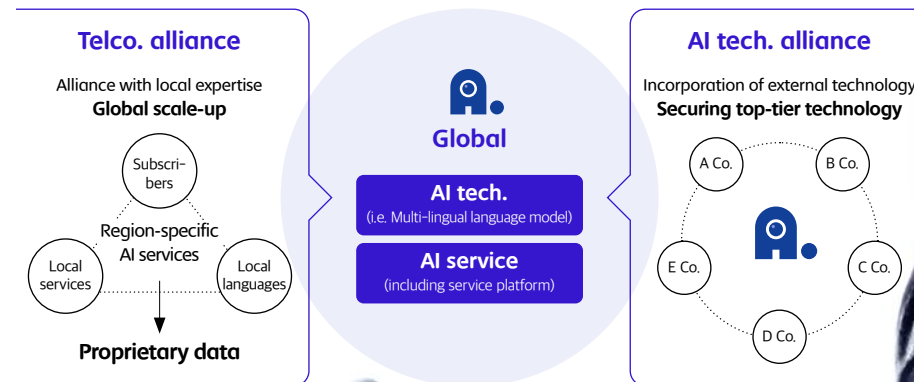 Telco. alliance
Alliance with local expertise
Global scale-up
Subscri-
bers
Region-specific
AI services
Local
services
Local
languages
Proprietary data
Global
AI tech.
(i.e. Multi-lingual language model)
AI service
(including service platform)
AI tech. alliance
Incorporation of external technology
Securing top-tier technology
A Co.
B Co.
E Co.
C Co.
D Co.